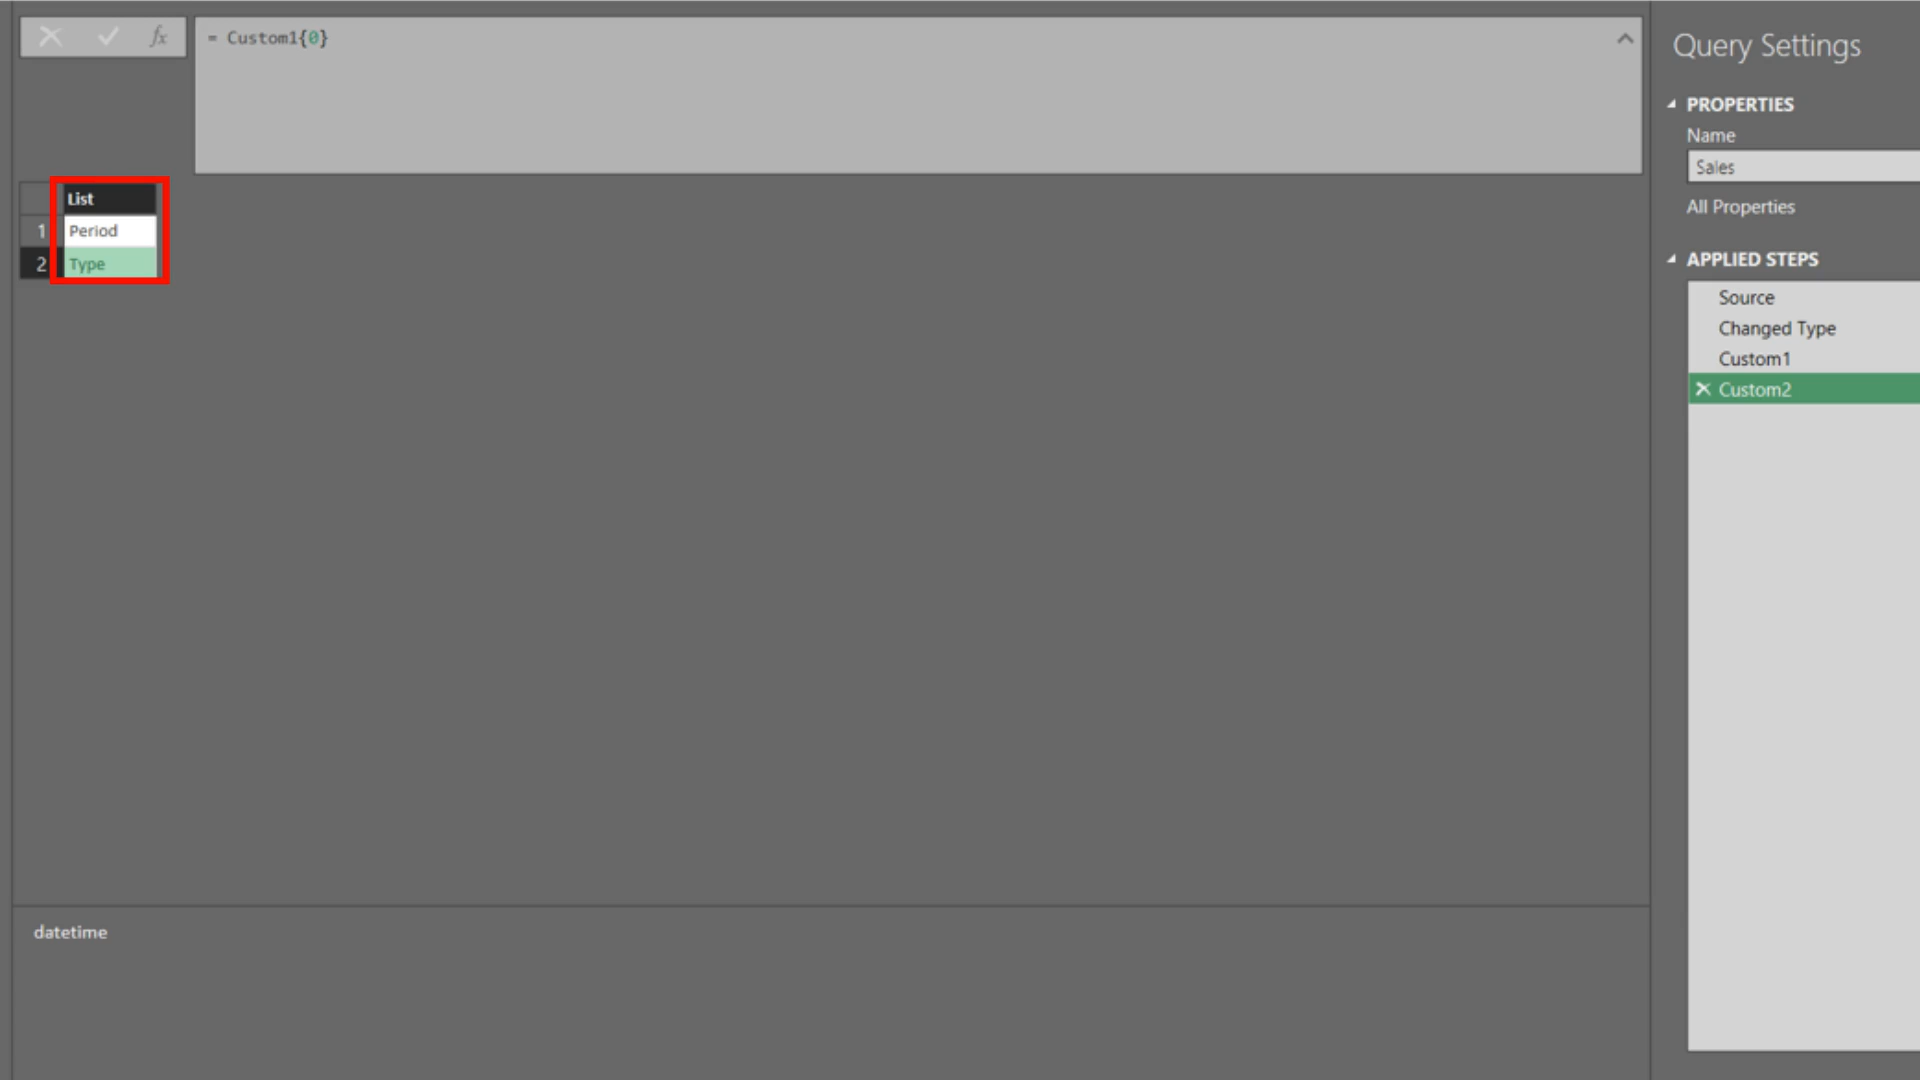 fx
= Custom1{0}
List
1 Period
2 Type
datetime
Query Settings
PROPERTIES
Name
Sales
All Properties
APPLIED STEPS
Source
Changed Type
Custom1
Custom2